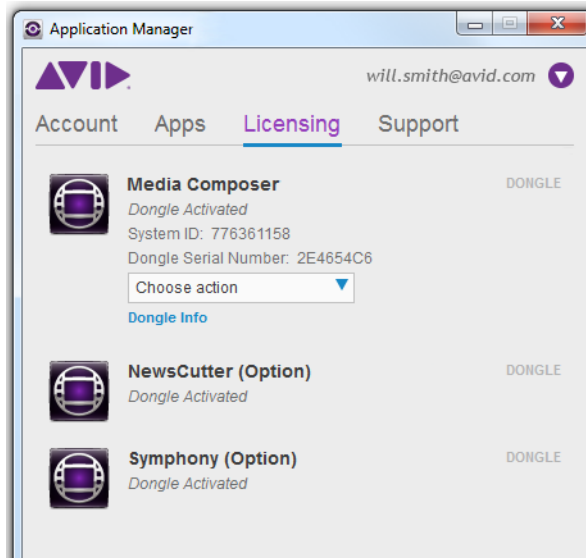 Application Manager
AVID
will.smith@avid.com
Account Apps Licensing Support
Media Composer DONGLE
Dongle Activated
System ID: 776361158
Dongle Serial Number: 2E4654C6
Choose action
Dongle Info
NewsCutter (Option) DONGLE
Dongle Activated
Symphony (Option) DONGLE
Dongle Activated